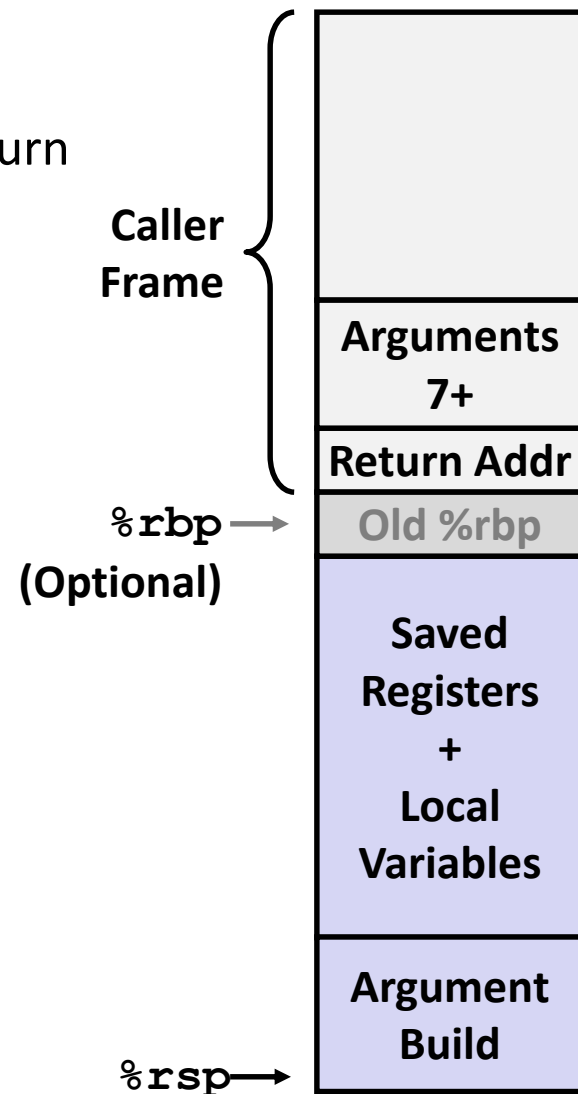 urn
Caller
Frame
Arguments
7+
Return Addr
%rbp
Old %rbp
(Optional)
Saved
Registers
+
Local
Variables
Argument
Build
%rsp